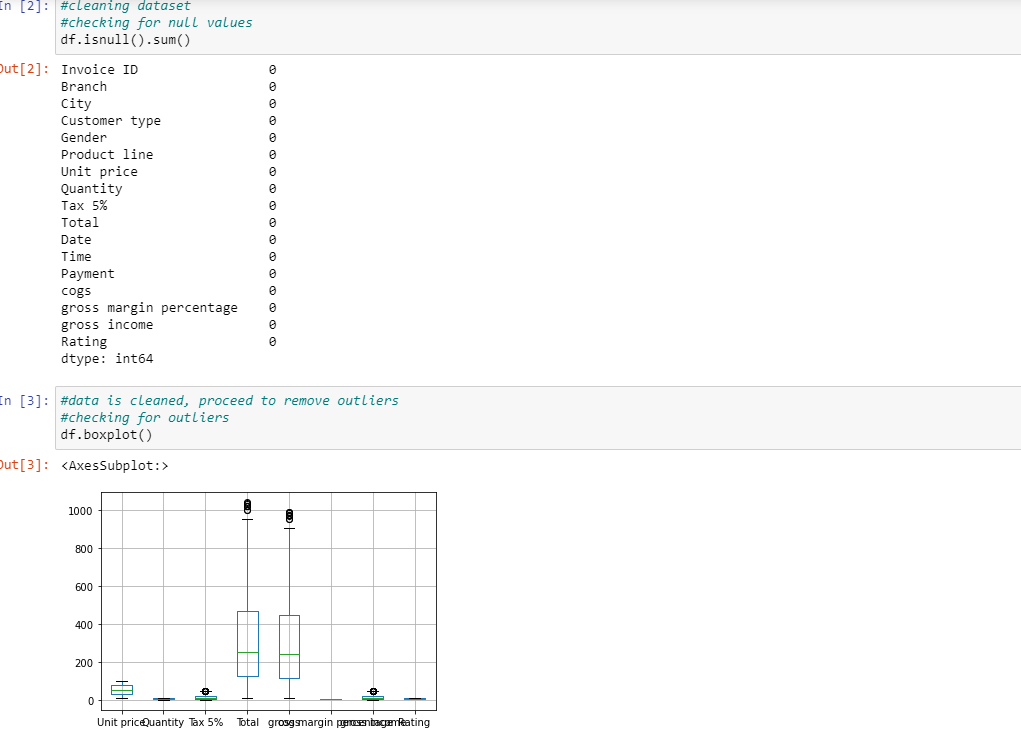 In [2]: #cleaning dataset
#checking for null values
df.isnull().sum()
Out[2]: Invoice ID 0
Branch 0
City 0
Customer type 0
Gender 0
Product line 0
Unit price 0
Quantity 0
Tax 5% 0
Total 0
Date 0
Time 0
Payment 0
cogs 0
gross margin percentage 0
gross income 0
Rating 0
dtype: int64
In [3]: #data is cleaned, proceed to remove outliers
#checking for outliers
df.boxplot()
Out[3]: <AxesSubplot:>
1000
800
600
400
200
0
Unit price Quantity Tax 5% Total cogs gross margin percentage gross income Rating